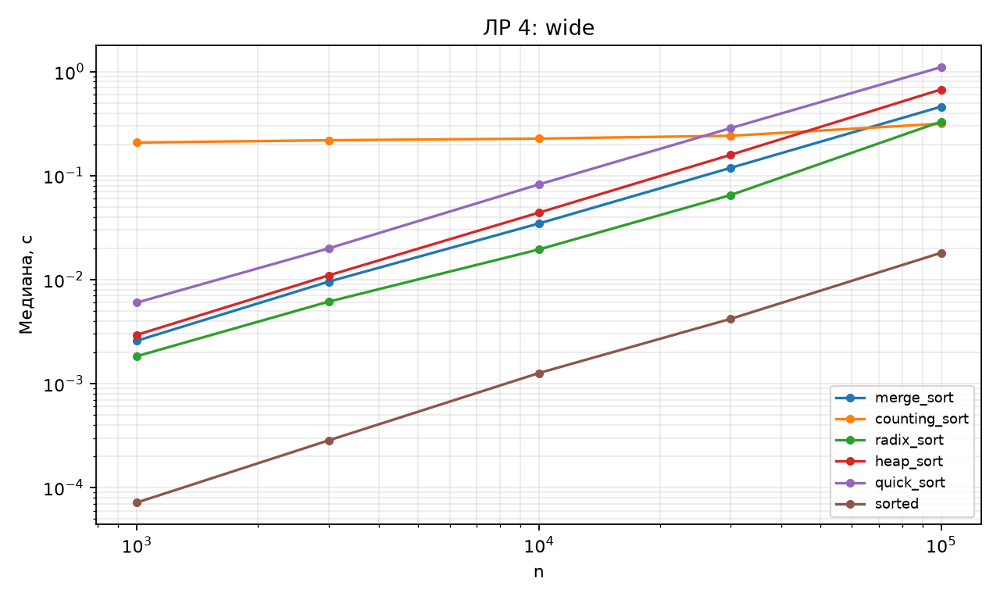 ЛР 4: wide
Медиана, с
10⁰
10⁻¹
10⁻²
10⁻³
10⁻⁴
10³
10⁴
10⁵
n
merge_sort
counting_sort
radix_sort
heap_sort
quick_sort
sorted